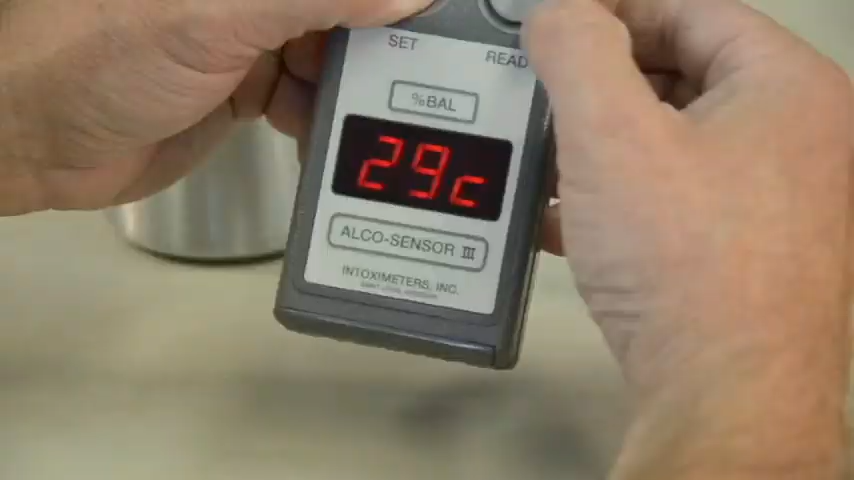 SET
READ
%BAL
29c
ALCO-SENSOR III
INTOXIMETERS, INC.